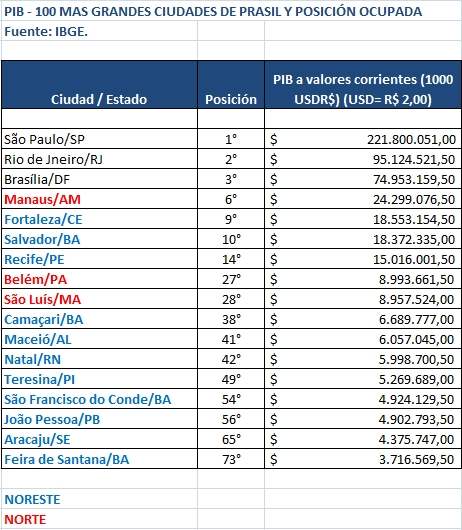 PIB - 100 MAS GRANDES CIUDADES DE PRASIL Y POSICIÓN OCUPADA
Fuente: IBGE.
Ciudad / Estado Posición PIB a valores corrientes (1000 USDR$) (USD= R$ 2,00)
São Paulo/SP 1° $ 221.800.051,00
Rio de Jneiro/RJ 2° $ 95.124.521,50
Brasília/DF 3° $ 74.953.159,50
Manaus/AM 6° $ 24.299.076,50
Fortaleza/CE 9° $ 18.553.154,50
Salvador/BA 10° $ 18.372.335,00
Recife/PE 14° $ 15.016.001,50
Belém/PA 27° $ 8.993.661,50
São Luís/MA 28° $ 8.957.524,00
Camaçari/BA 38° $ 6.689.777,00
Maceió/AL 41° $ 6.057.045,00
Natal/RN 42° $ 5.998.700,50
Teresina/PI 49° $ 5.269.689,00
São Francisco do Conde/BA 54° $ 4.924.129,50
João Pessoa/PB 56° $ 4.902.793,50
Aracaju/SE 65° $ 4.375.747,00
Feira de Santana/BA 73° $ 3.716.569,50
NORESTE
NORTE